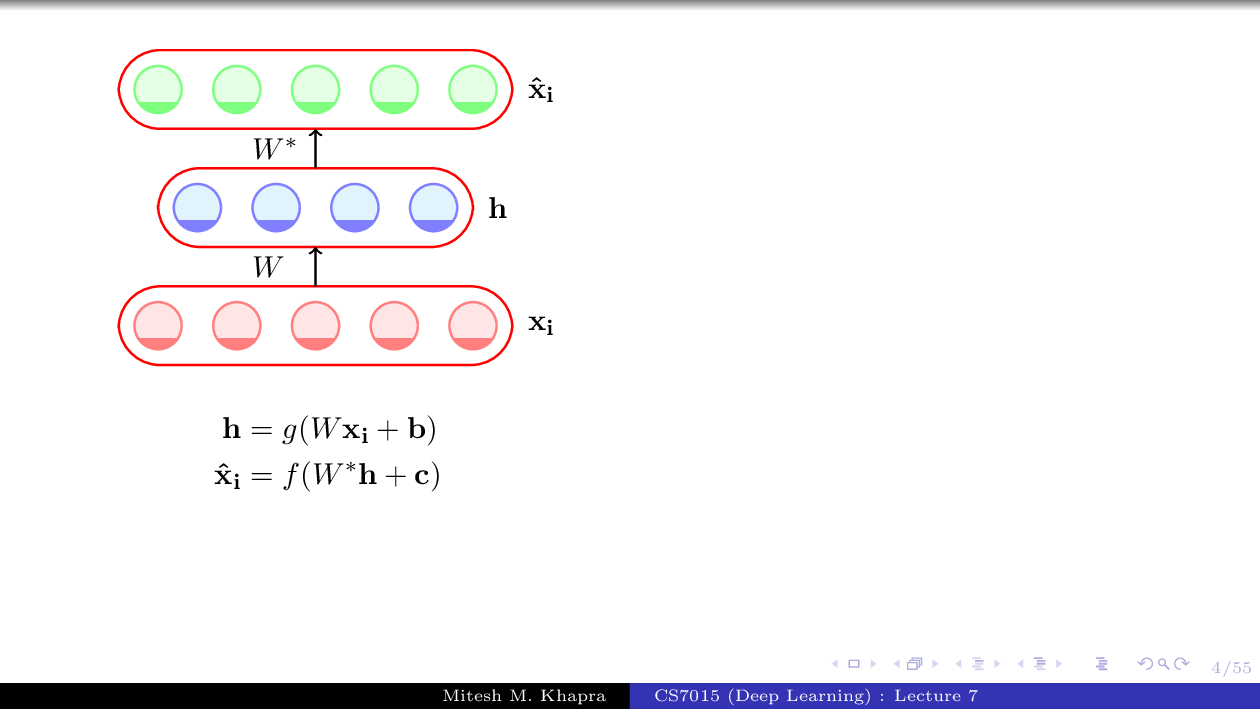 x̂ᵢ
W*
h
W
xᵢ
h = g(Wxᵢ + b)
x̂ᵢ = f(W*h + c)
4/55
Mitesh M. Khapra
CS7015 (Deep Learning) : Lecture 7